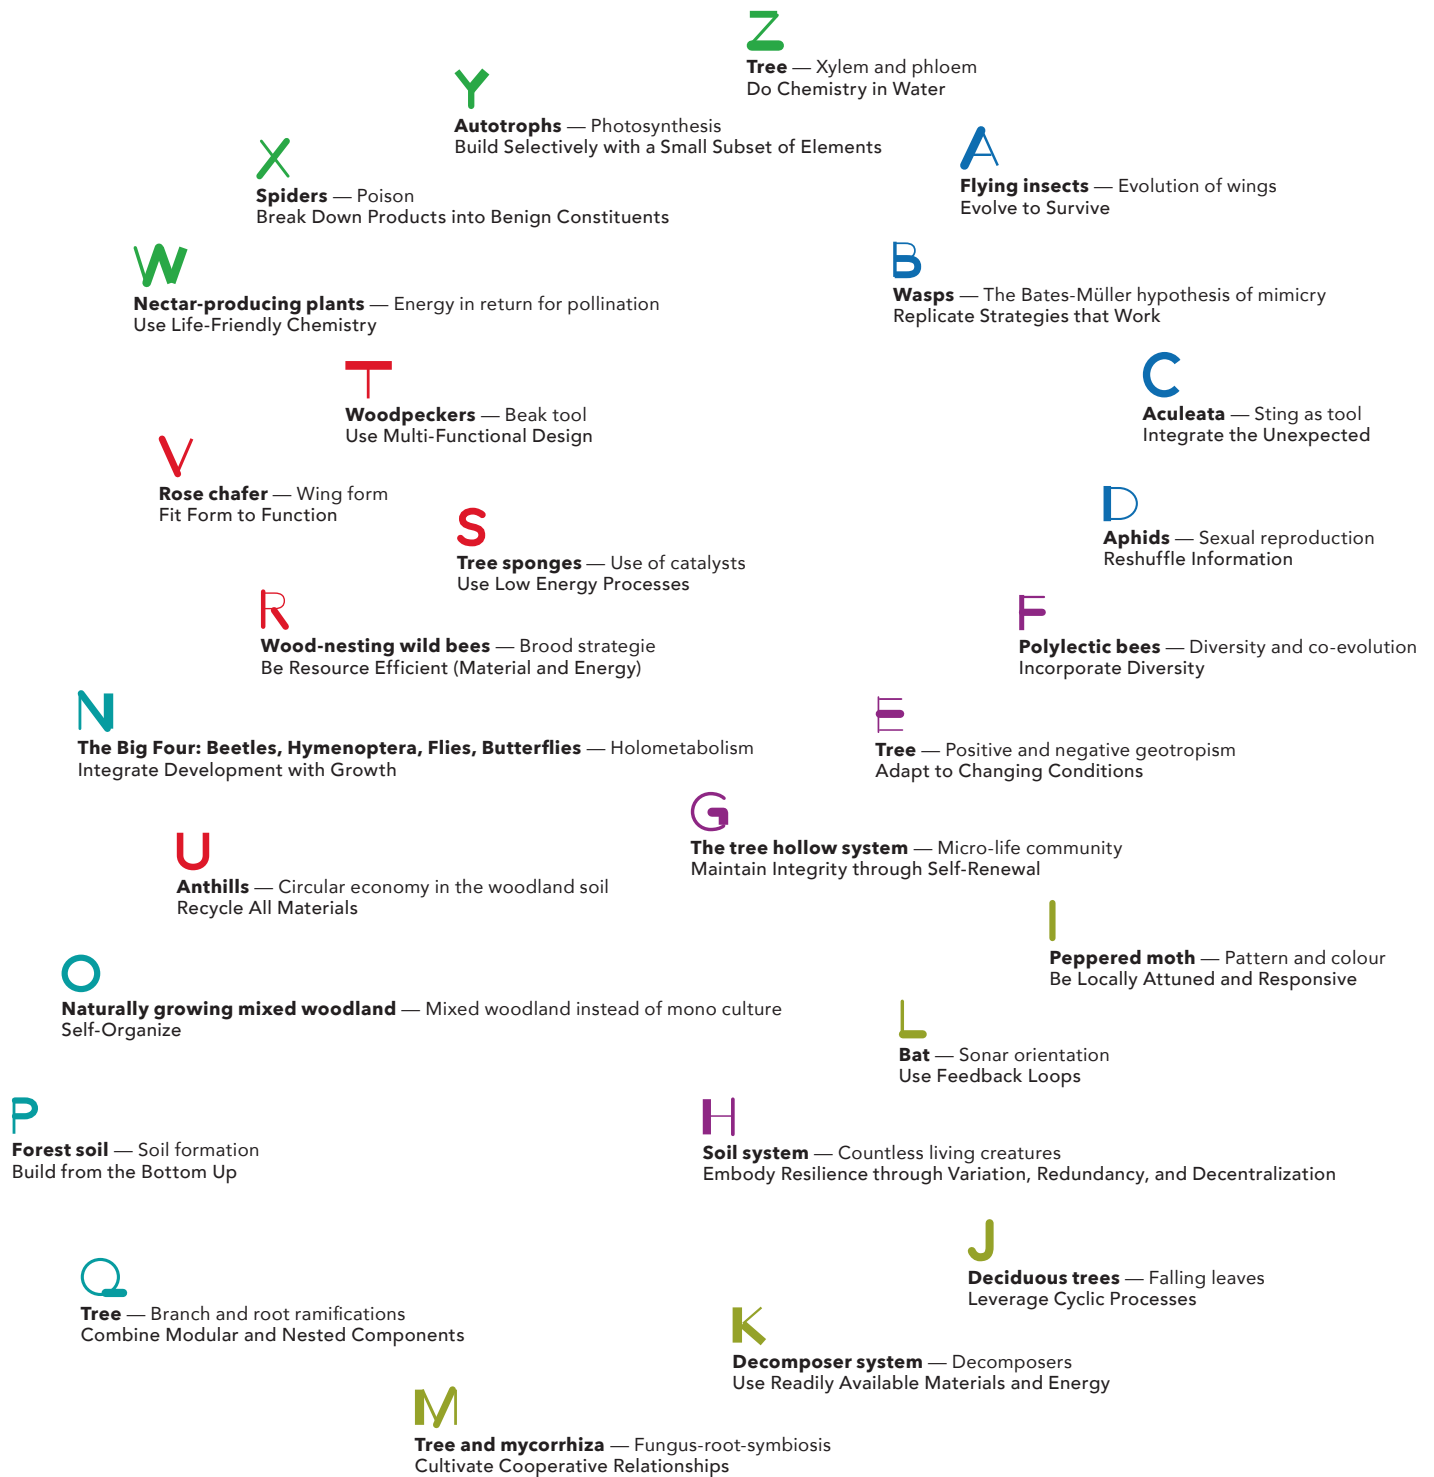 Z
Tree — Xylem and phloem
Do Chemistry in Water
Y
Autotrophs — Photosynthesis
Build Selectively with a Small Subset of Elements
A
Flying insects — Evolution of wings
Evolve to Survive
X
Spiders — Poison
Break Down Products into Benign Constituents
W
Nectar-producing plants — Energy in return for pollination
Use Life-Friendly Chemistry
B
Wasps — The Bates-Müller hypothesis of mimicry
Replicate Strategies that Work
T
Woodpeckers — Beak tool
Use Multi-Functional Design
C
Aculeata — Sting as tool
Integrate the Unexpected
V
Rose chafer — Wing form
Fit Form to Function
D
Aphids — Sexual reproduction
Reshuffle Information
S
Tree sponges — Use of catalysts
Use Low Energy Processes
R
Wood-nesting wild bees — Brood strategie
Be Resource Efficient (Material and Energy)
F
Polylectic bees — Diversity and co-evolution
Incorporate Diversity
N
The Big Four: Beetles, Hymenoptera, Flies, Butterflies — Holometabolism
Integrate Development with Growth
E
Tree — Positive and negative geotropism
Adapt to Changing Conditions
G
The tree hollow system — Micro-life community
Maintain Integrity through Self-Renewal
U
Anthills — Circular economy in the woodland soil
Recycle All Materials
I
Peppered moth — Pattern and colour
Be Locally Attuned and Responsive
O
Naturally growing mixed woodland — Mixed woodland instead of mono culture
Self-Organize
L
Bat — Sonar orientation
Use Feedback Loops
P
Forest soil — Soil formation
Build from the Bottom Up
H
Soil system — Countless living creatures
Embody Resilience through Variation, Redundancy, and Decentralization
J
Deciduous trees — Falling leaves
Leverage Cyclic Processes
Q
Tree — Branch and root ramifications
Combine Modular and Nested Components
K
Decomposer system — Decomposers
Use Readily Available Materials and Energy
M
Tree and mycorrhiza — Fungus-root-symbiosis
Cultivate Cooperative Relationships